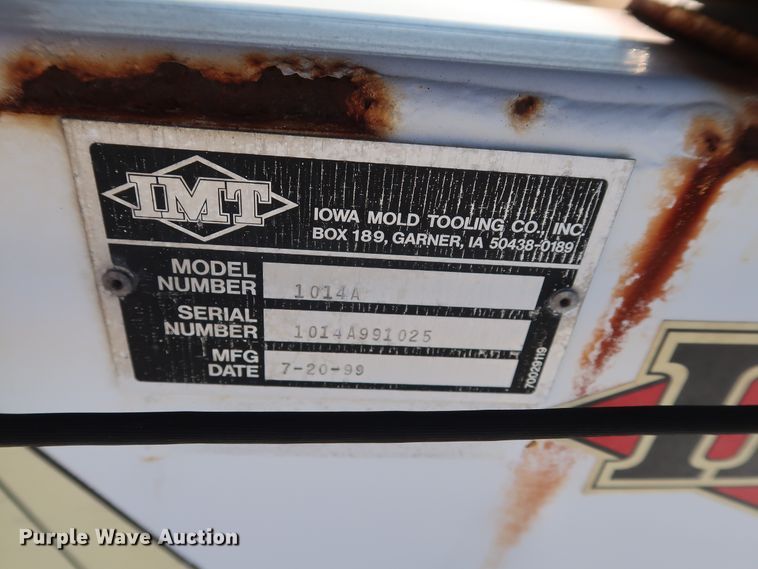 IMT
IOWA MOLD TOOLING CO., INC.
BOX 189, GARNER, IA 50438-0189
MODEL NUMBER 1014A
SERIAL NUMBER 1014A991025
MFG DATE 7-20-99
70029119
Purple Wave Auction